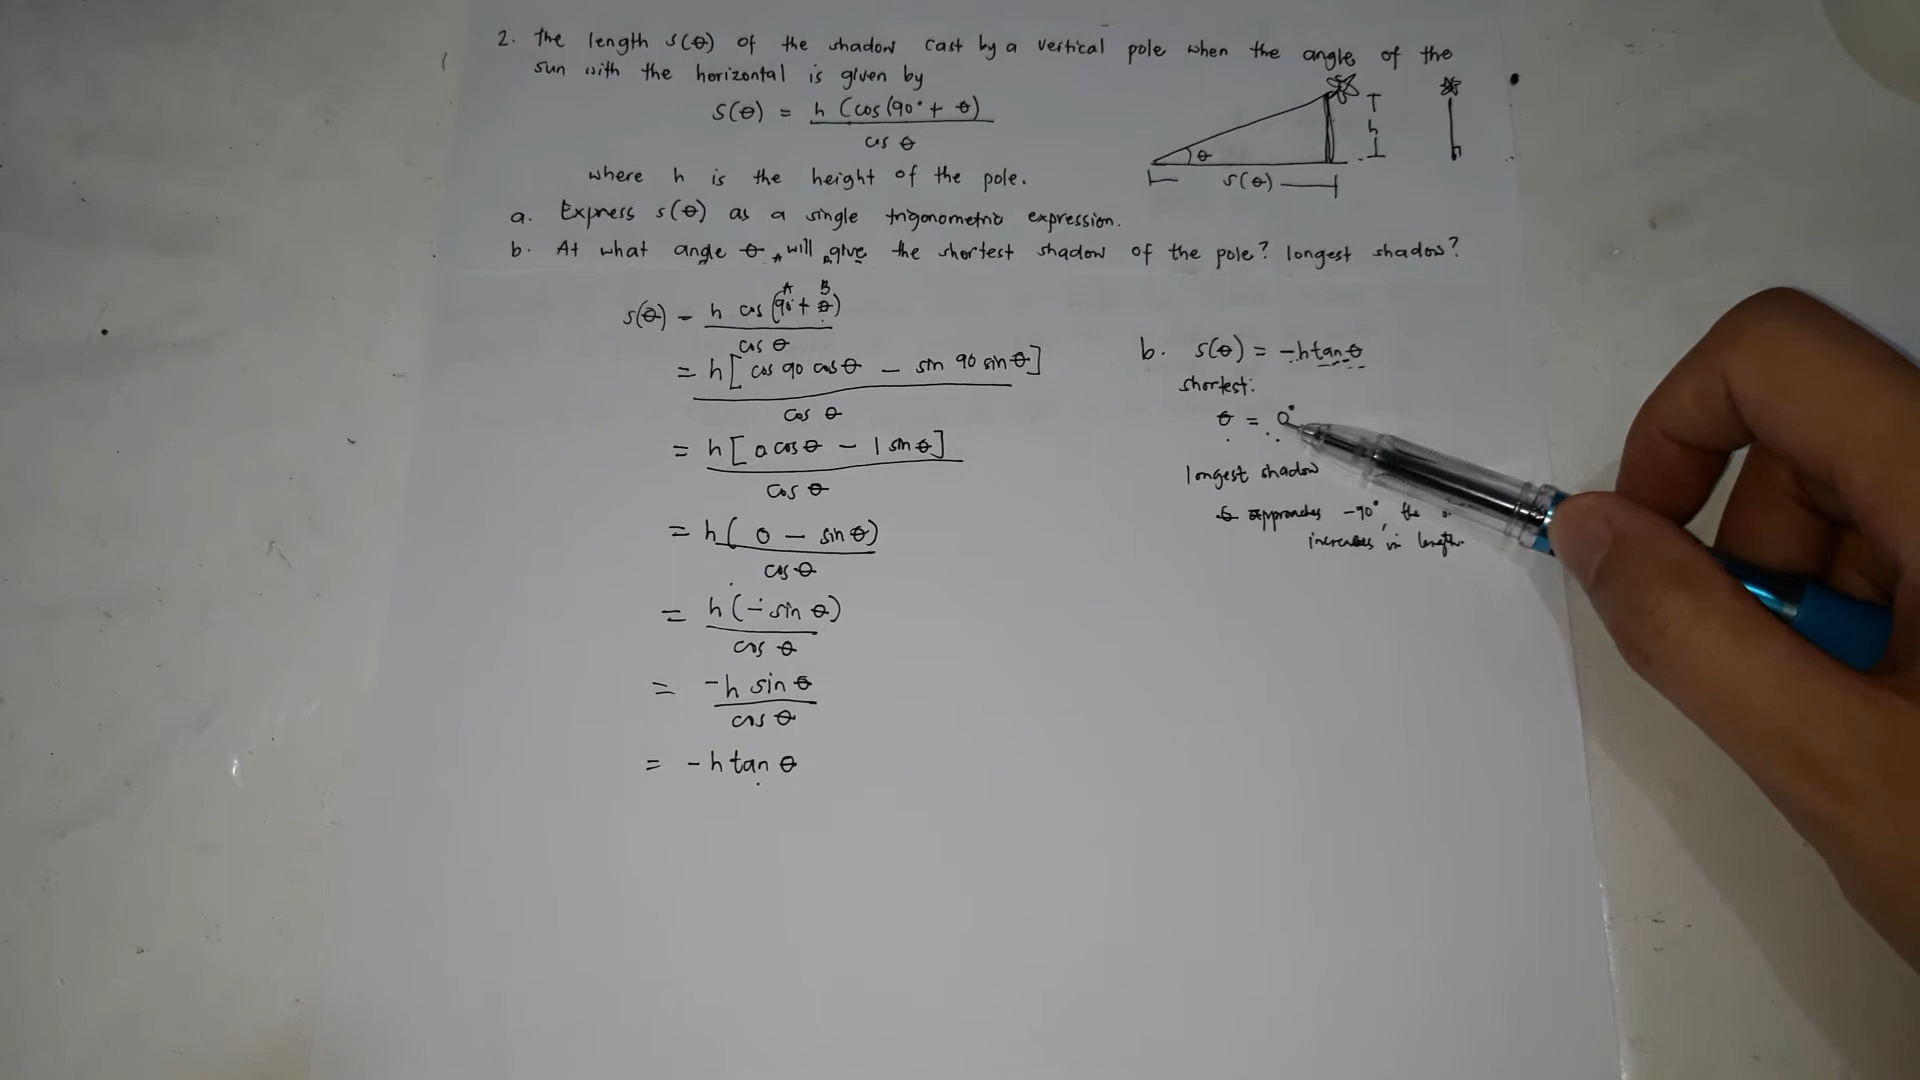 2. The length s(θ) of the shadow cast by a vertical pole when the angle of the
sun with the horizontal is given by
S(θ) = h (cos (90° + θ)
cos θ
where h is the height of the pole.
θ
h
s(θ)
a. Express s(θ) as a single trigonometric expression.
b. At what angle θ will give the shortest shadow of the pole? longest shadow?
A B
s(θ) = h cos (90° + θ)
cos θ
= h[cos 90 cos θ - sin 90 sin θ]
cos θ
= h[0 cos θ - 1 sin θ]
cos θ
= h(0 - sin θ)
cos θ
= h(-sin θ)
cos θ
= -h sin θ
cos θ
= -h tan θ
b. s(θ) = -h tan θ
shortest:
θ = 0°
longest shadow
θ approaches -90°, the
increases in length.